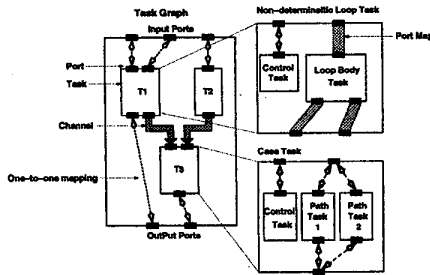 Task Graph
Non-determineitic Loop Task
Input Ports
Port Map
Port
Task
T1
T2
Control
Task
Loop Body
Task
Channel
T3
Case Task
One-to-one mapping
Control
Task
Path
Task
1
Path
Task
2
OutPut Ports